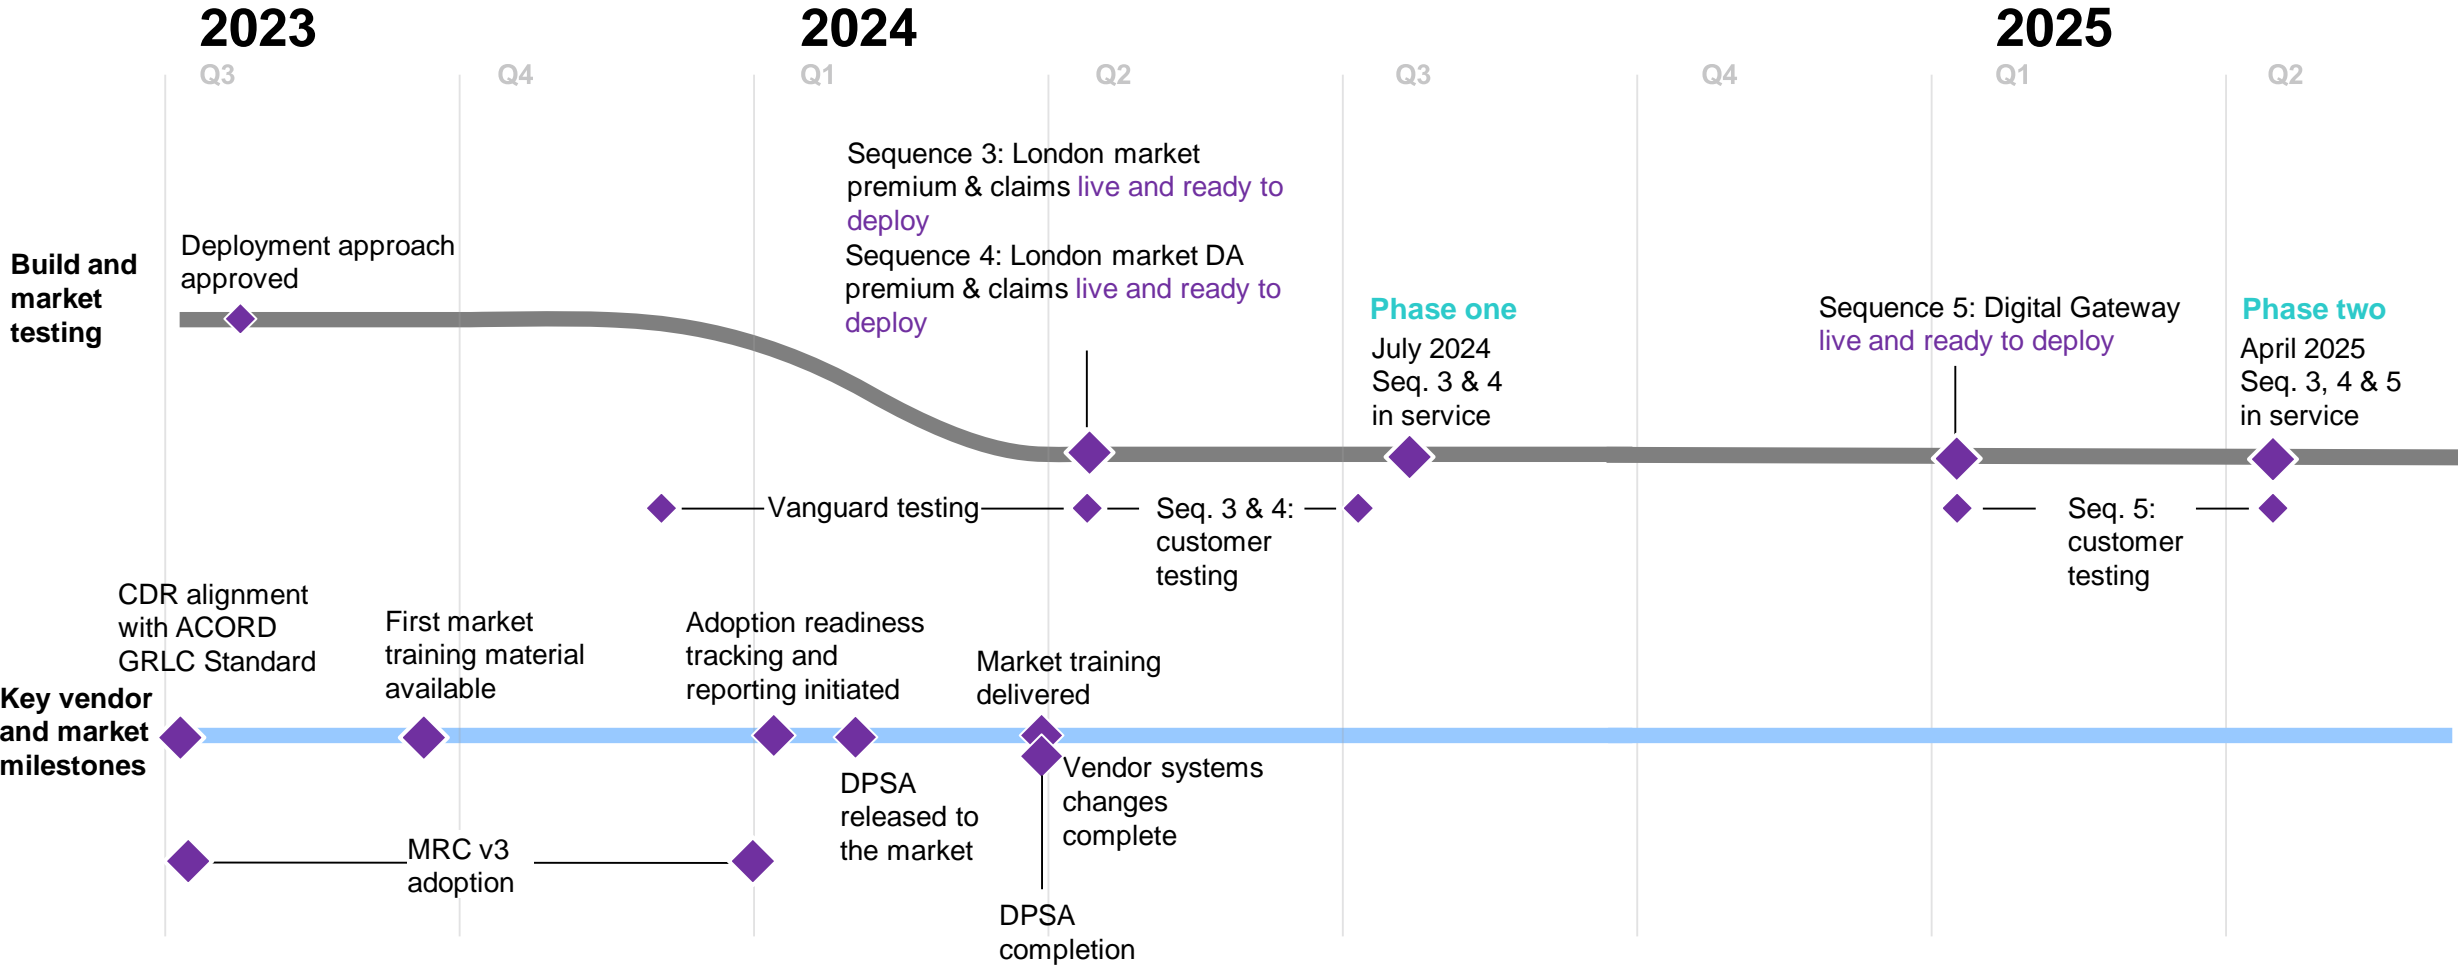 2023
2024
2025
Q3
Q4
Q1
Q2
Q3
Q4
Q1
Q2
Build and
market
testing
Deployment approach
approved
Sequence 3: London market
premium & claims live and ready to
deploy
Sequence 4: London market DA
premium & claims live and ready to
deploy
Phase one
July 2024
Seq. 3 & 4
in service
Sequence 5: Digital Gateway
live and ready to deploy
Phase two
April 2025
Seq. 3, 4 & 5
in service
Vanguard testing
Seq. 3 & 4:
customer
testing
Seq. 5:
customer
testing
Key vendor
and market
milestones
CDR alignment
with ACORD
GRLC Standard
First market
training material
available
Adoption readiness
tracking and
reporting initiated
Market training
delivered
DPSA
released to
the market
Vendor systems
changes
complete
MRC v3
adoption
DPSA
completion